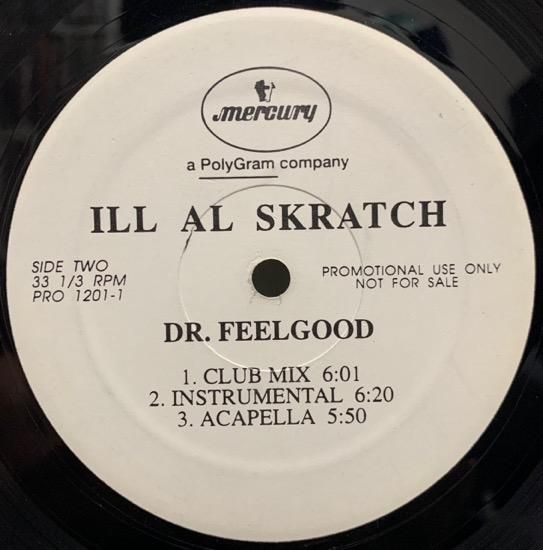 mercury
a PolyGram company
ILL AL SKRATCH
SIDE TWO
33 1/3 RPM
PRO 1201-1
PROMOTIONAL USE ONLY
NOT FOR SALE
DR. FEELGOOD
1. CLUB MIX 6:01
2. INSTRUMENTAL 6:20
3. ACAPELLA 5:50